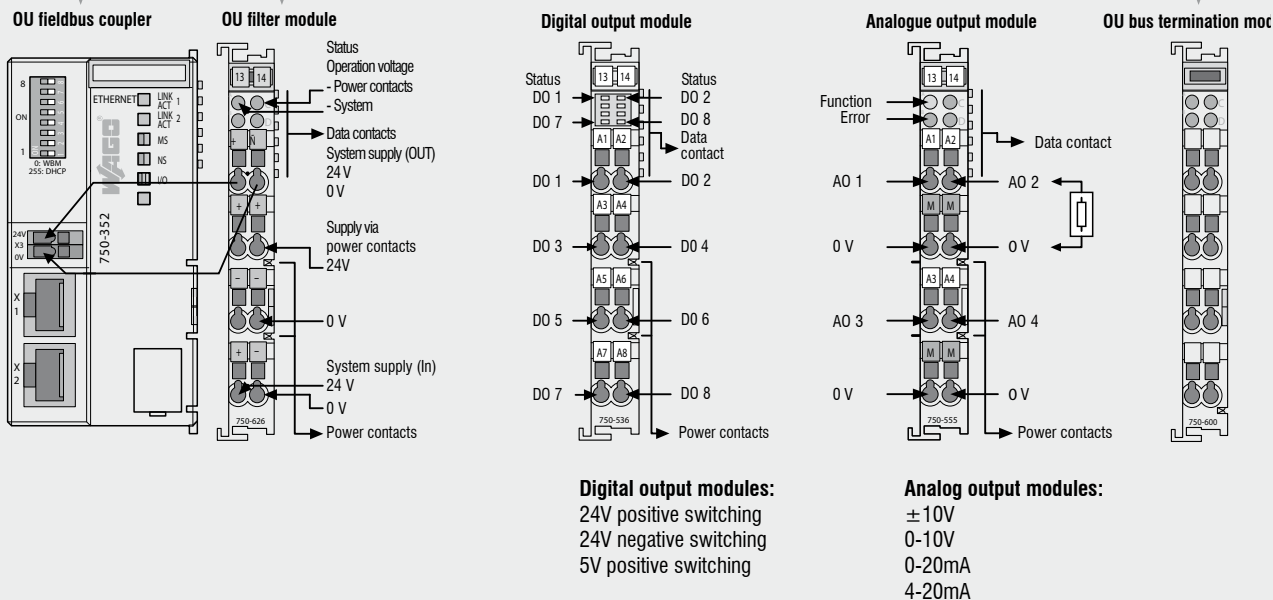 OU fieldbus coupler
OU filter module
Digital output module
Analogue output module
OU bus termination mod
8
ON
1
0: WBM
255: DHCP
ETHERNET
LINK
ACT 1
LINK
ACT 2
MS
NS
I/O
WAGO
750-352
24V
X3
0V
X
1
X
2
13 14
+ N
+ +
- -
+ -
750-626
Status
Operation voltage
- Power contacts
- System
Data contacts
System supply (OUT)
24 V
0 V
Supply via
power contacts
24V
0 V
System supply (In)
24 V
0 V
Power contacts
Status
DO 1
DO 7
DO 1
DO 3
DO 5
DO 7
13 14
A1 A2
A3 A4
A5 A6
A7 A8
750-536
Status
DO 2
DO 8
Data
contact
DO 2
DO 4
DO 6
DO 8
Power contacts
Function
Error
AO 1
0 V
AO 3
0 V
13 14
C
D
A1 A2
M M
A3 A4
M M
750-555
Data contact
AO 2
0 V
AO 4
0 V
Power contacts
C
D
750-600
Digital output modules:
24V positive switching
24V negative switching
5V positive switching
Analog output modules:
±10V
0-10V
0-20mA
4-20mA